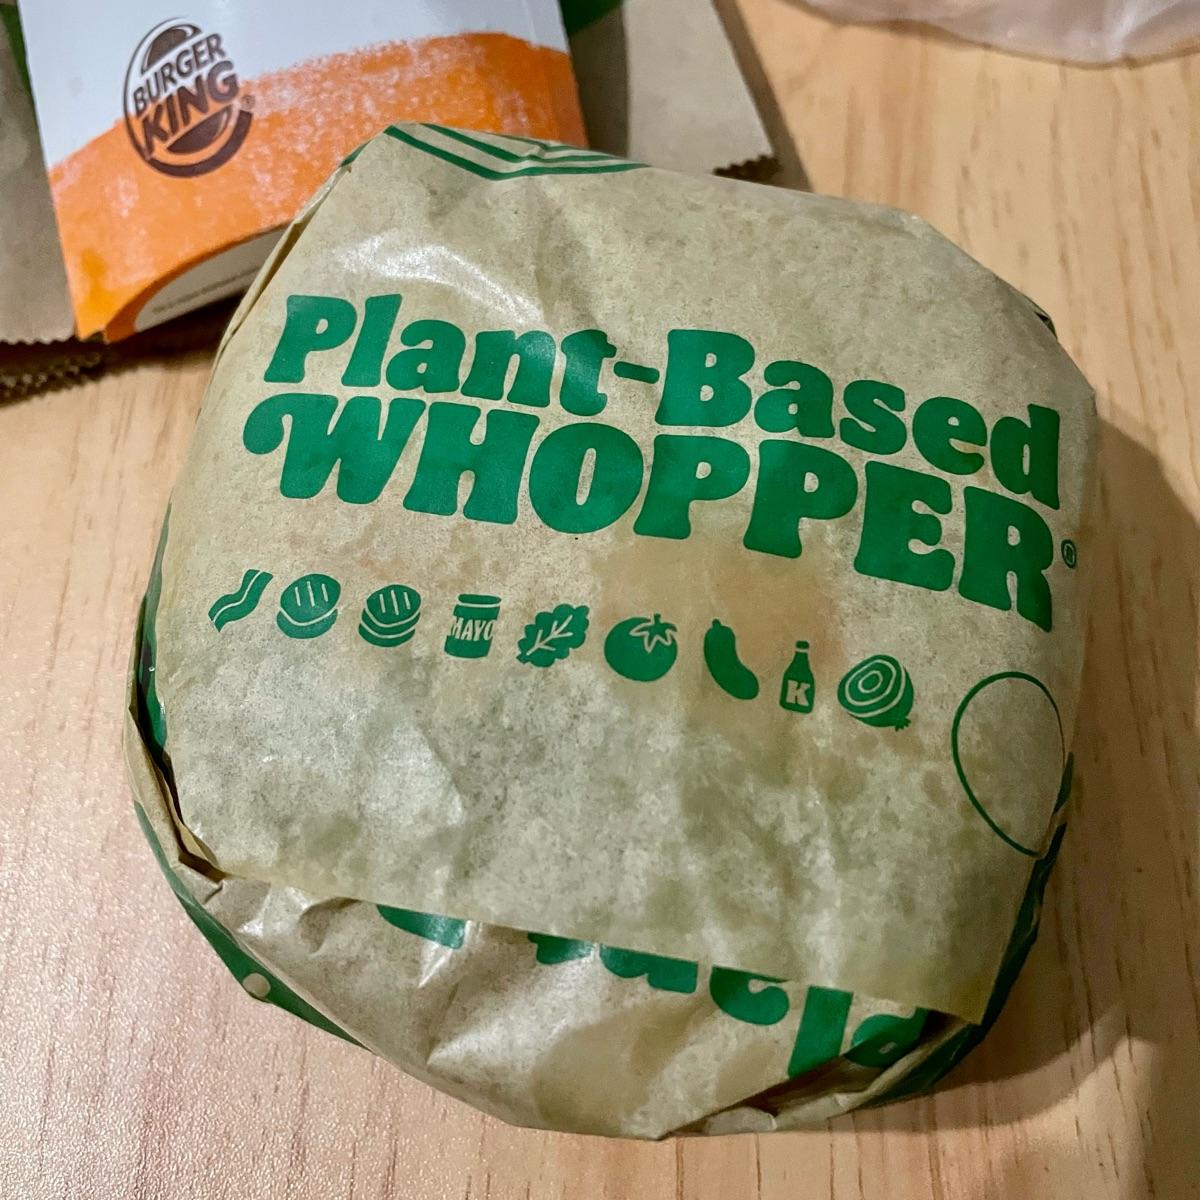 BURGER
KING®
Plant-Based
WHOPPER®
MAYO
K